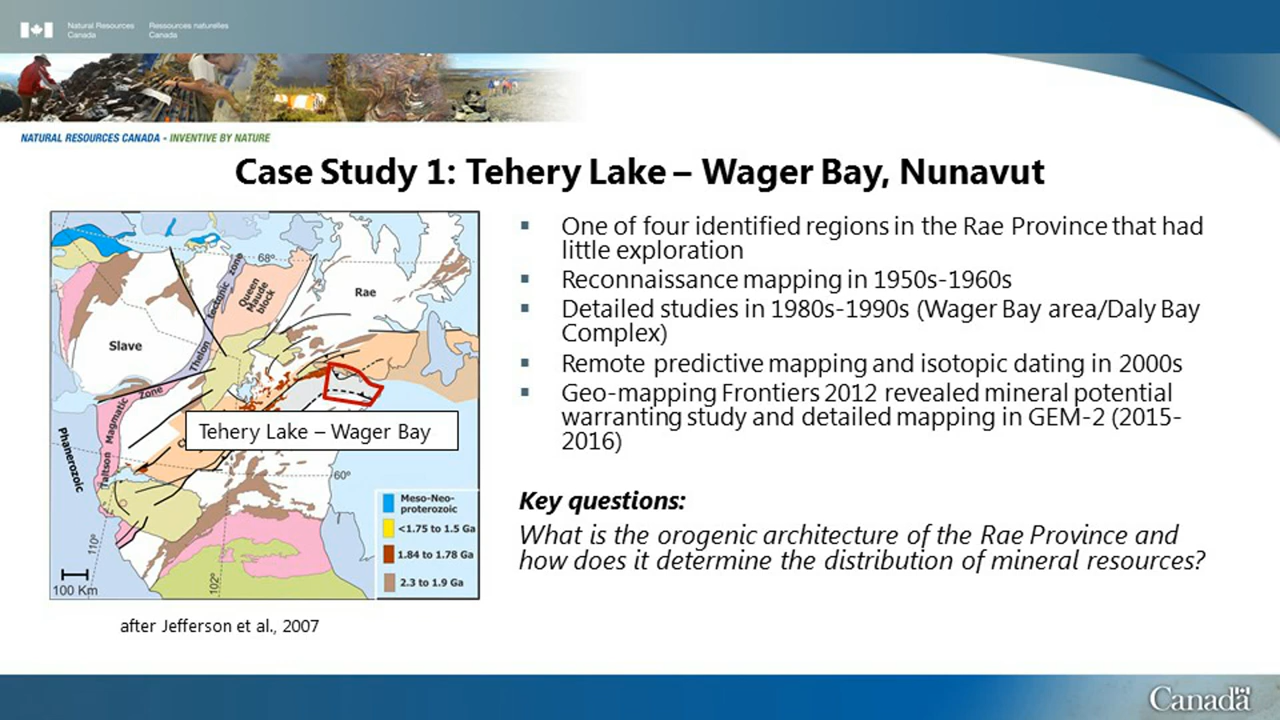 Natural Resources
Canada
Ressources naturelles
Canada
NATURAL RESOURCES CANADA - INVENTIVE BY NATURE
Case Study 1: Tehery Lake – Wager Bay, Nunavut
68°
Zone
Queen
Maude
block
Rae
Slave
Thelon
Zone
Magmatic
Taltson
Phanerozoic
Tehery Lake – Wager Bay
60°
110°
102°
100 Km
Meso-Neo-
proterozoic
<1.75 to 1.5 Ga
1.84 to 1.78 Ga
2.3 to 1.9 Ga
after Jefferson et al., 2007
▪ One of four identified regions in the Rae Province that had
little exploration
▪ Reconnaissance mapping in 1950s-1960s
▪ Detailed studies in 1980s-1990s (Wager Bay area/Daly Bay
Complex)
▪ Remote predictive mapping and isotopic dating in 2000s
▪ Geo-mapping Frontiers 2012 revealed mineral potential
warranting study and detailed mapping in GEM-2 (2015-
2016)
Key questions:
What is the orogenic architecture of the Rae Province and
how does it determine the distribution of mineral resources?
Canada